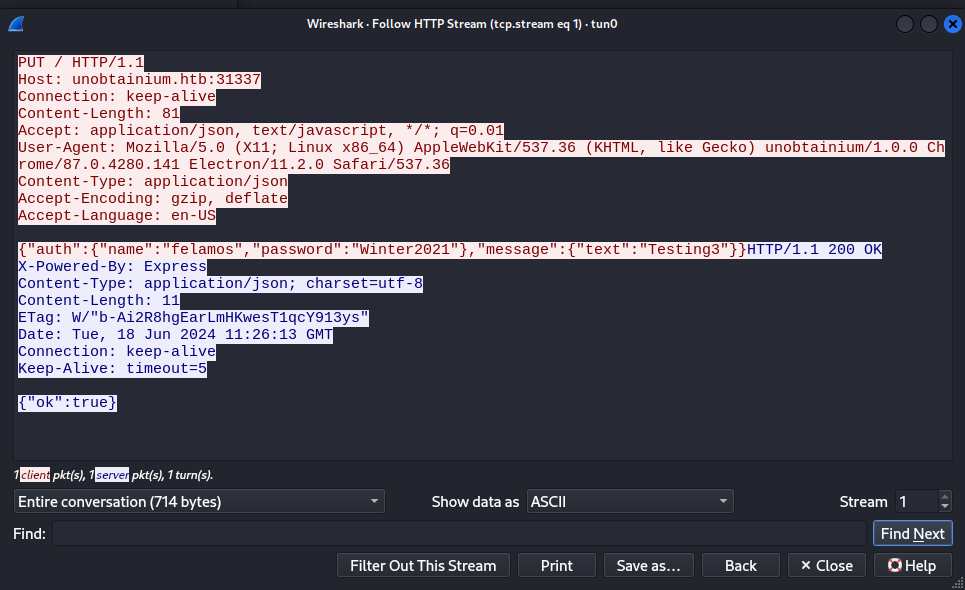 Wireshark · Follow HTTP Stream (tcp.stream eq 1) · tun0
PUT / HTTP/1.1
Host: unobtainium.htb:31337
Connection: keep-alive
Content-Length: 81
Accept: application/json, text/javascript, */*; q=0.01
User-Agent: Mozilla/5.0 (X11; Linux x86_64) AppleWebKit/537.36 (KHTML, like Gecko) unobtainium/1.0.0 Ch
rome/87.0.4280.141 Electron/11.2.0 Safari/537.36
Content-Type: application/json
Accept-Encoding: gzip, deflate
Accept-Language: en-US
{"auth":{"name":"felamos","password":"Winter2021"},"message":{"text":"Testing3"}}HTTP/1.1 200 OK
X-Powered-By: Express
Content-Type: application/json; charset=utf-8
Content-Length: 11
ETag: W/"b-Ai2R8hgEarLmHKwesT1qcY913ys"
Date: Tue, 18 Jun 2024 11:26:13 GMT
Connection: keep-alive
Keep-Alive: timeout=5
{"ok":true}
1 client pkt(s), 1 server pkt(s), 1 turn(s).
Entire conversation (714 bytes) Show data as ASCII Stream 1
Find: Find Next
Filter Out This Stream Print Save as… Back × Close Help